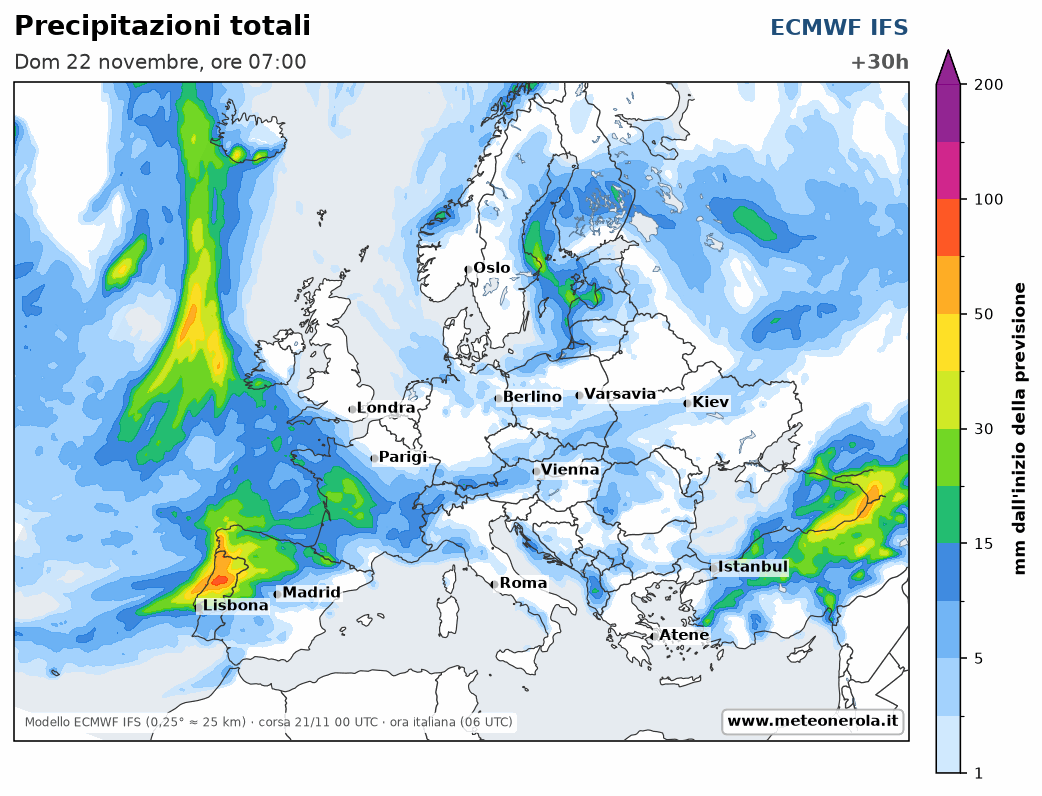 Precipitazioni totali
ECMWF IFS
Dom 22 novembre, ore 07:00
+30h
200
100
50
30
15
5
1
mm dall'inizio della previsione
Oslo
Londra
Berlino
Varsavia
Kiev
Parigi
Vienna
Istanbul
Roma
Madrid
Lisbona
Atene
Modello ECMWF IFS (0,25° ≈ 25 km) · corsa 21/11 00 UTC · ora italiana (06 UTC)
www.meteonerola.it